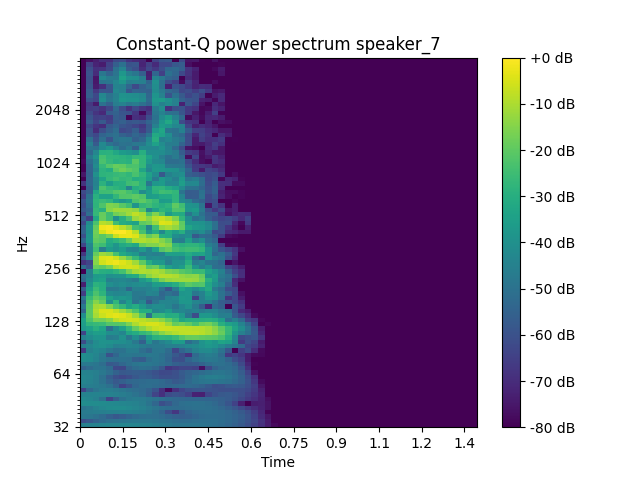 Constant-Q power spectrum speaker_7
+0 dB
2048
-10 dB
1024
-20 dB
512
-30 dB
Hz
-40 dB
256
-50 dB
128
-60 dB
64
-70 dB
32
-80 dB
0 0.15 0.3 0.45 0.6 0.75 0.9 1.1 1.2 1.4
Time